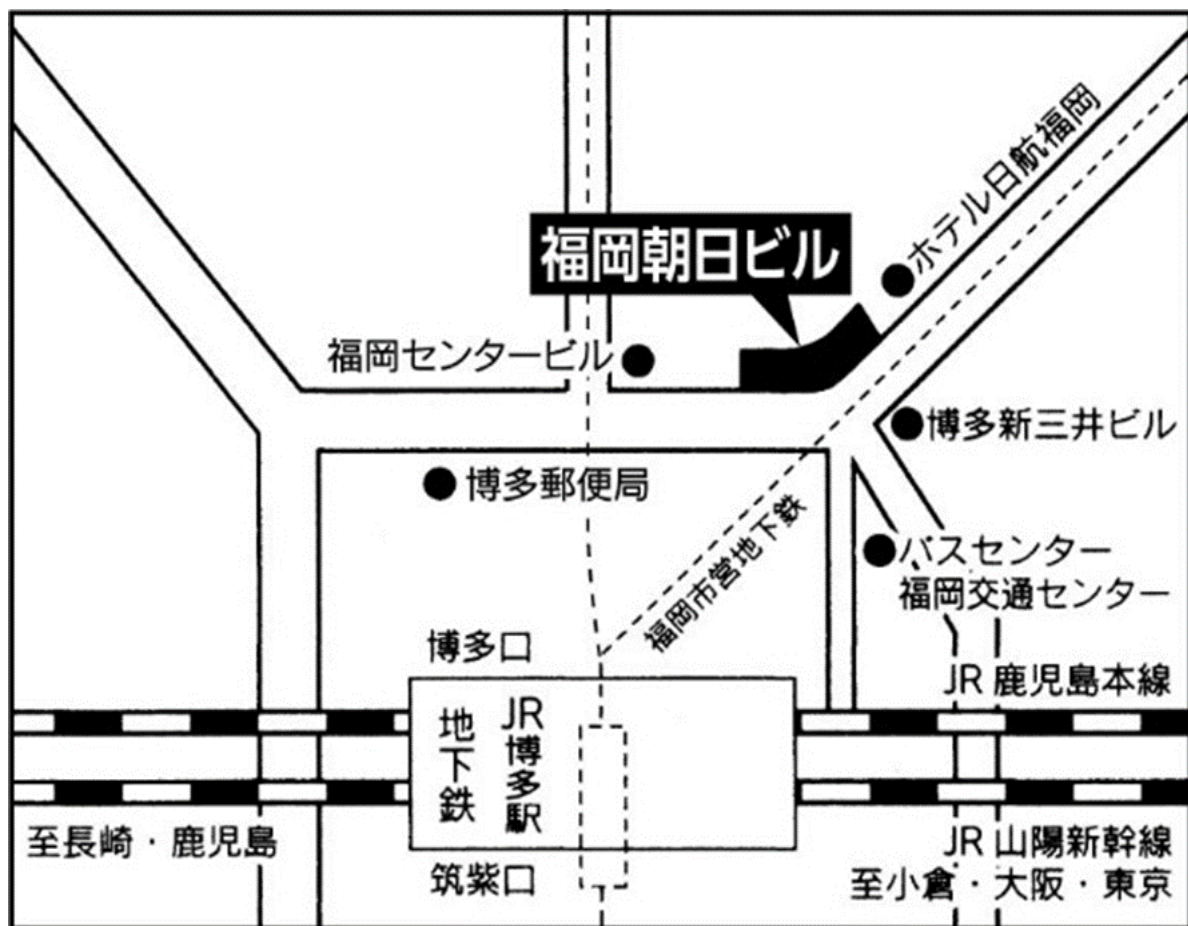 ホテル日航福岡
福岡朝日ビル
福岡センタービル
博多新三井ビル
博多郵便局
福岡市営地下鉄
バスセンター
福岡交通センター
博多口
JR 鹿児島本線
JR博多駅
地下鉄
至長崎・鹿児島
筑紫口
JR 山陽新幹線
至小倉・大阪・東京